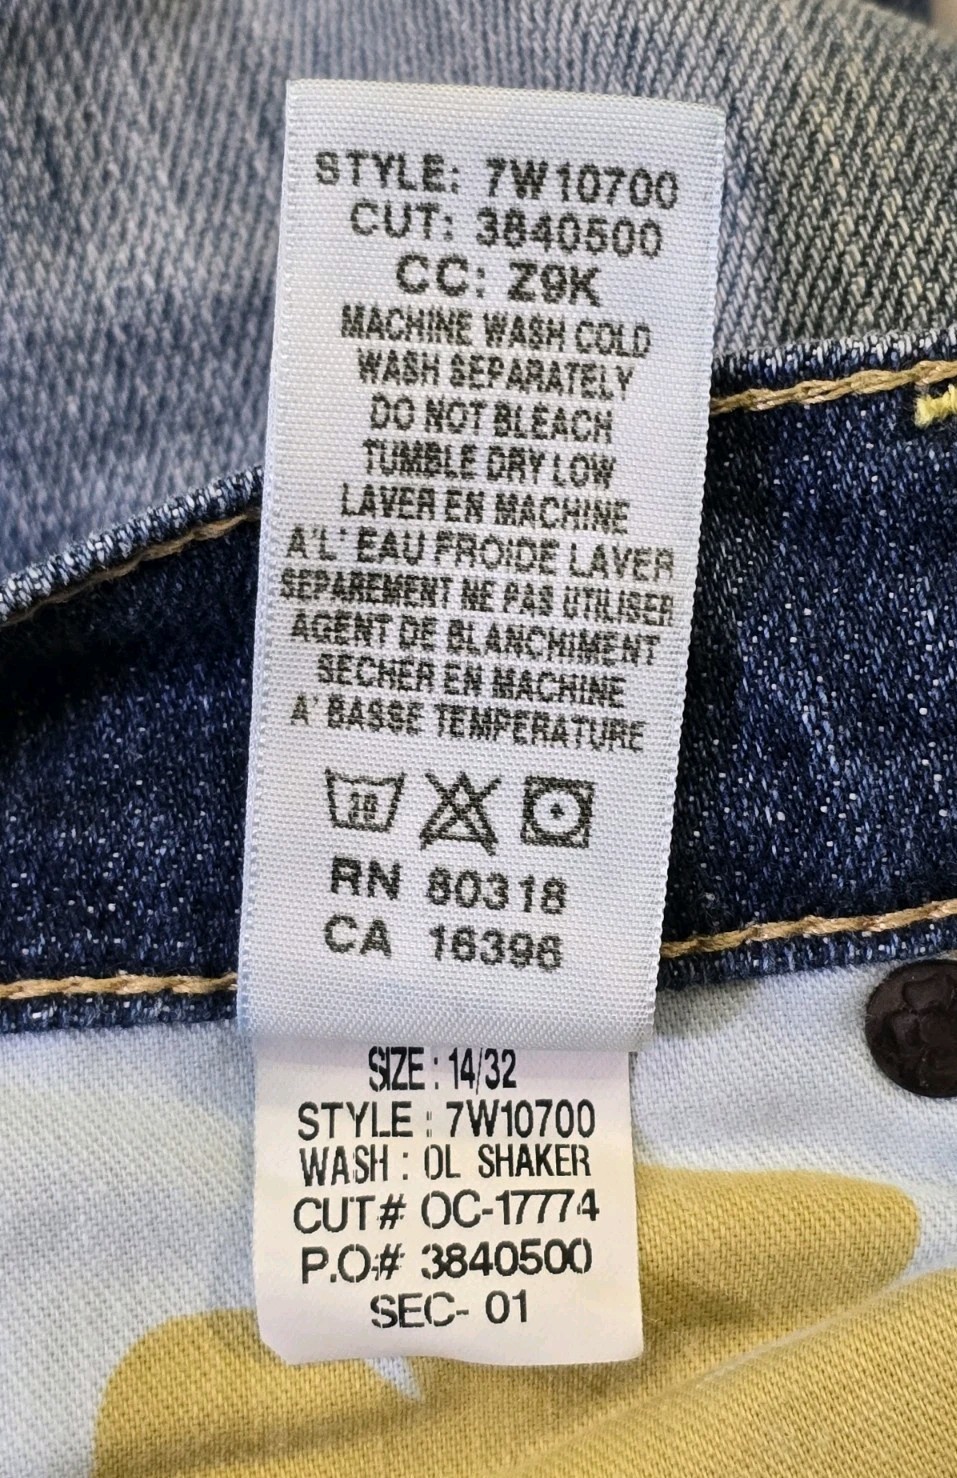 STYLE: 7W10700
CUT: 3840500
CC: Z9K
MACHINE WASH COLD
WASH SEPARATELY
DO NOT BLEACH
TUMBLE DRY LOW
LAVER EN MACHINE
A'L' EAU FROIDE LAVER
SEPAREMENT NE PAS UTILISER
AGENT DE BLANCHIMENT
SECHER EN MACHINE
A' BASSE TEMPERATURE
30
RN 80318
CA 16396
SIZE : 14/32
STYLE : 7W10700
WASH : OL SHAKER
CUT# OC-17774
P.O# 3840500
SEC- 01